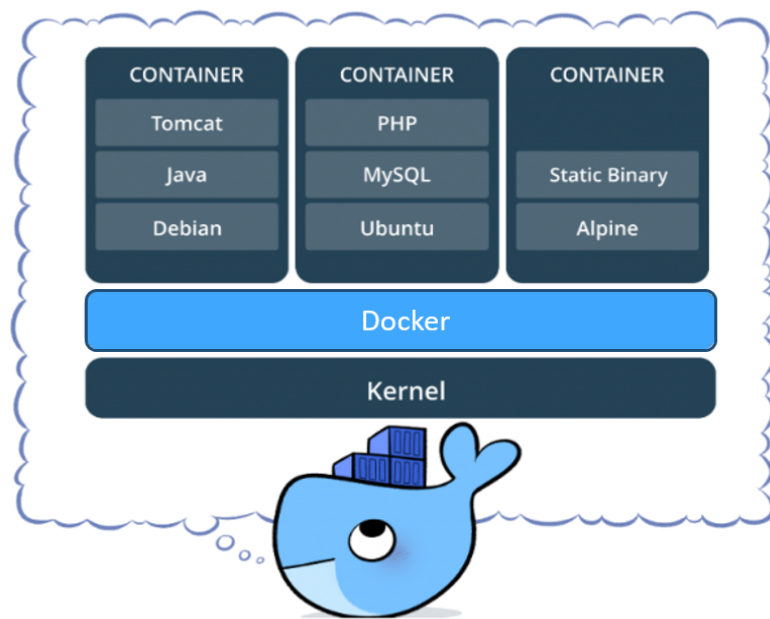 CONTAINER
Tomcat
Java
Debian
CONTAINER
PHP
MySQL
Ubuntu
CONTAINER
Static Binary
Alpine
Docker
Kernel